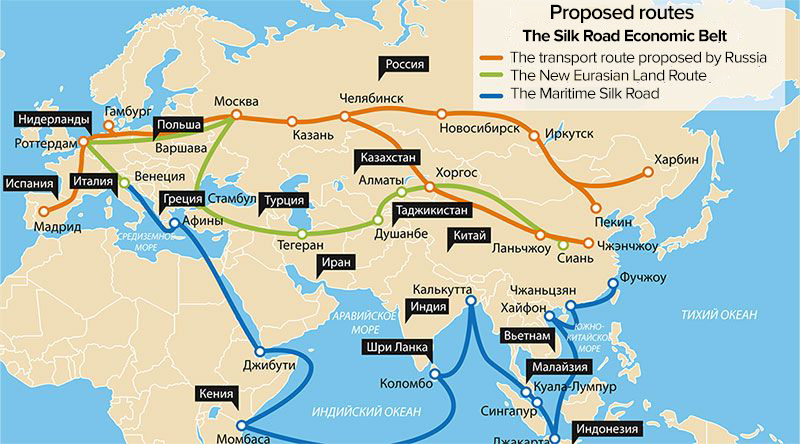 Proposed routes
The Silk Road Economic Belt
The transport route proposed by Russia
The New Eurasian Land Route
The Maritime Silk Road
Россия
Гамбург
Москва
Челябинск
Нидерланды
Польша
Новосибирск
Роттердам
Варшава
Казань
Иркутск
Казахстан
Хоргос
Харбин
Испания
Италия
Венеция
Алматы
Греция
Стамбул
Турция
Таджикистан
Мадрид
Афины
Душанбе
Пекин
СРЕДИЗЕМНОЕ
МОРЕ
Тегеран
Китай
Ланьчжоу
Чжэнчжоу
Сиань
Иран
Калькутта
Чжаньцзян
Фучжоу
Индия
Хайфон
АРАВИЙСКОЕ
МОРЕ
ТИХИЙ ОКЕАН
Вьетнам
ЮЖНО-
КИТАЙСКОЕ
МОРЕ
Шри Ланка
Джибути
Малайзия
Коломбо
Куала-Лумпур
Кения
ИНДИЙСКИЙ ОКЕАН
Сингапур
Момбаса
Джакарта
Индонезия